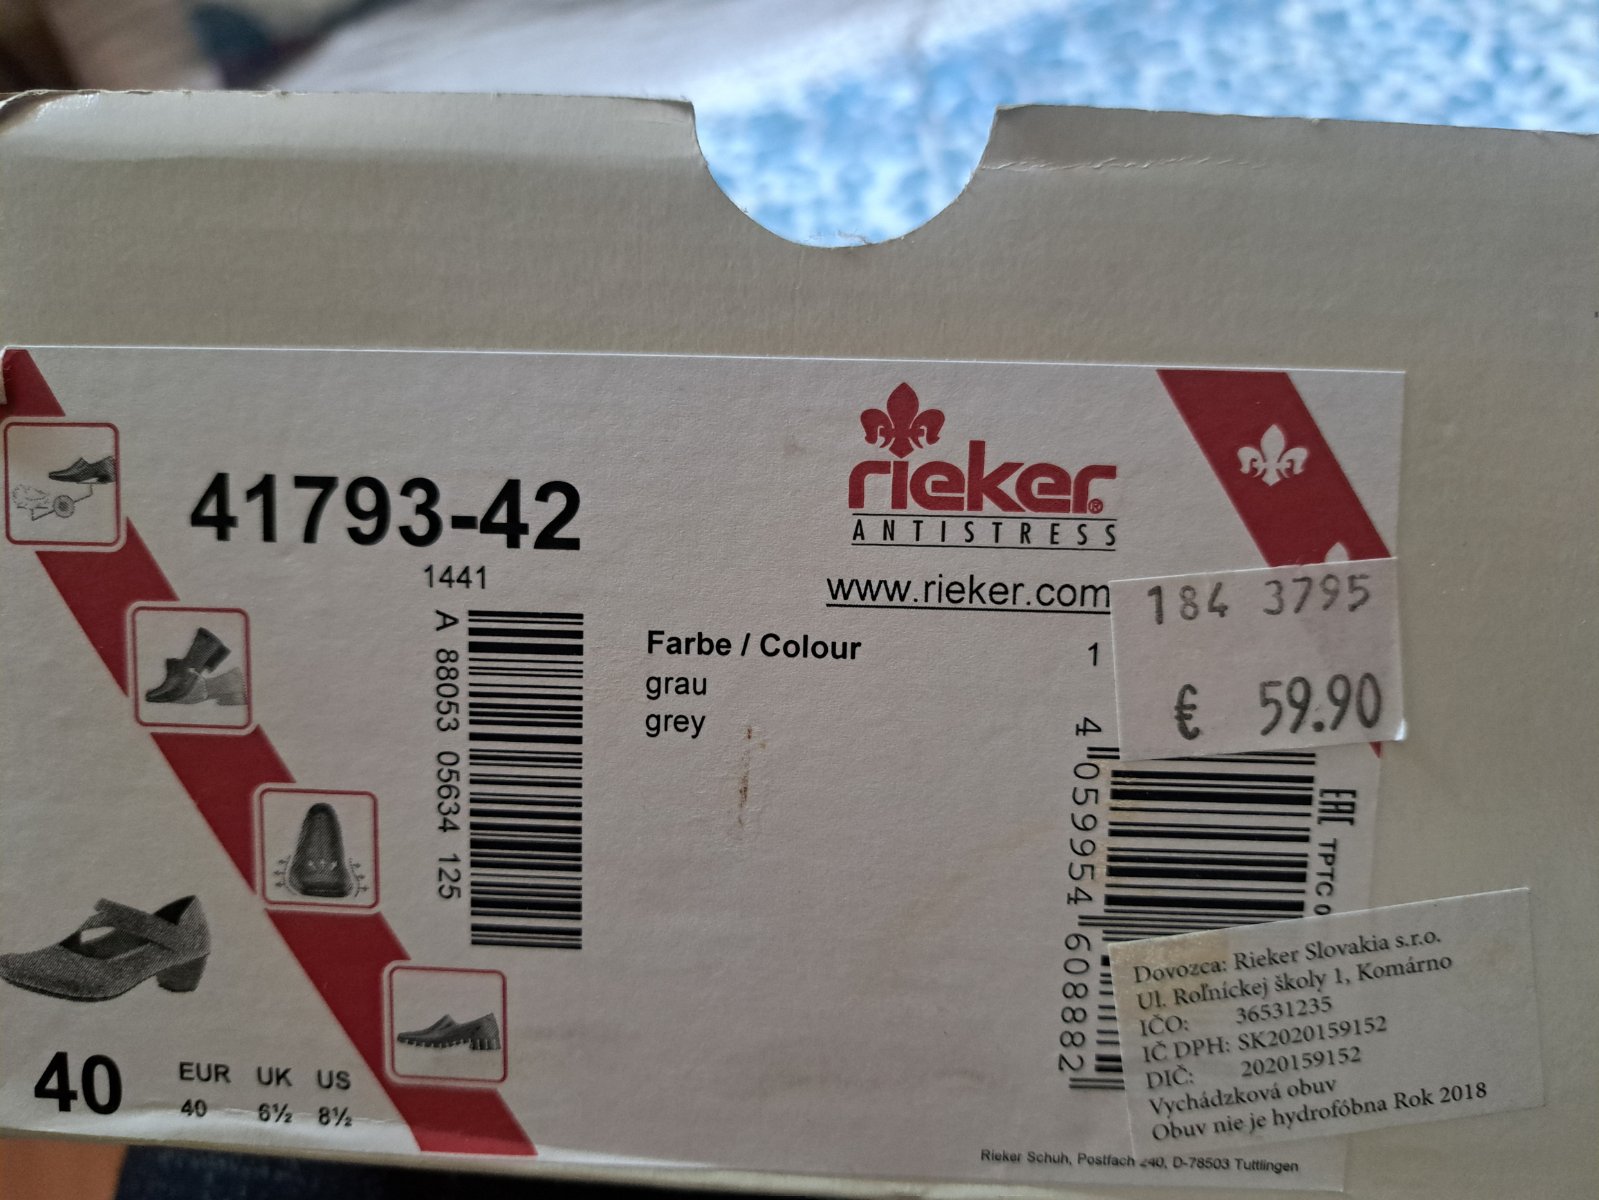 41793-42
1441
A 88053 05634 125
rieker®
ANTISTRESS
www.rieker.com
Farbe / Colour
grau
grey
1
184 3795
€ 59.90
4 059954 608882
EAC ТРТС 0
40
EUR UK US
40 6½ 8½
Dovozca: Rieker Slovakia s.r.o.
Ul. Roľníckej školy 1, Komárno
IČO: 36531235
IČ DPH: SK2020159152
DIČ: 2020159152
Vychádzková obuv
Obuv nie je hydrofóbna Rok 2018
Rieker Schuh, Postfach 240, D-78503 Tuttlingen